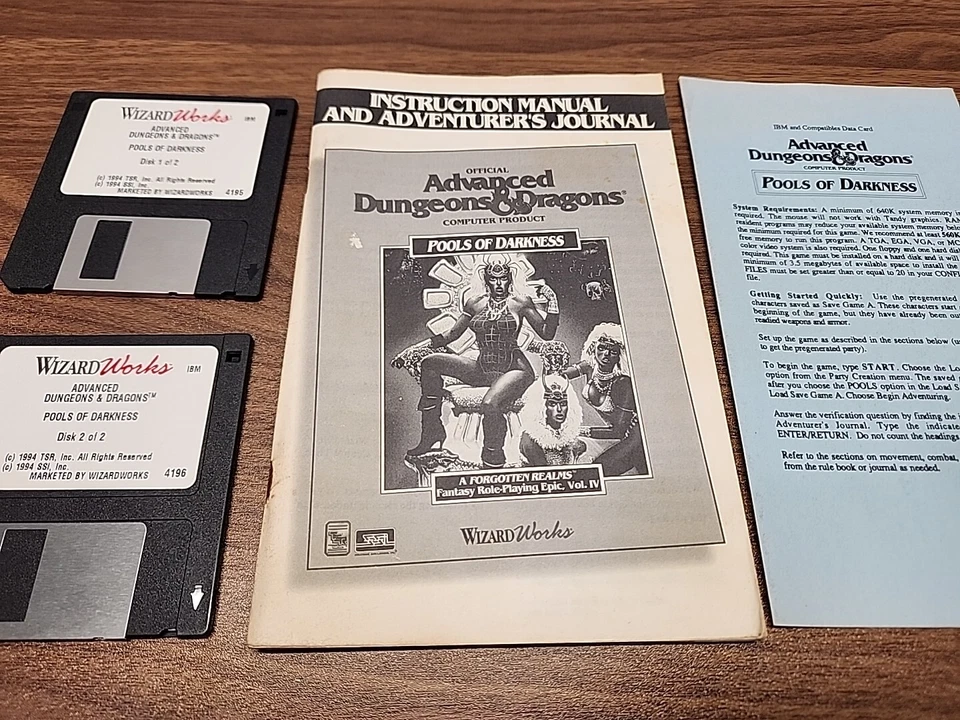 WIZARDWorks IBM
ADVANCED
DUNGEONS & DRAGONS™
POOLS OF DARKNESS
Disk 1 of 2
(c) 1994 TSR, Inc. All Rights Reserved
(c) 1994 SSI, Inc.
MARKETED BY WIZARDWORKS 4195
WIZARDWorks IBM
ADVANCED
DUNGEONS & DRAGONS™
POOLS OF DARKNESS
Disk 2 of 2
(c) 1994 TSR, Inc. All Rights Reserved
(c) 1994 SSI, Inc.
MARKETED BY WIZARDWORKS 4196
INSTRUCTION MANUAL
AND ADVENTURER'S JOURNAL
OFFICIAL
Advanced
Dungeons & Dragons®
COMPUTER PRODUCT
POOLS OF DARKNESS
A FORGOTTEN REALMS™
Fantasy Role-Playing Epic, Vol. IV
TSR
SSI
WIZARDWorks
IBM and Compatibles Data Card
Advanced
Dungeons & Dragons®
COMPUTER PRODUCT
POOLS OF DARKNESS
System Requirements: A minimum of 640K system memory
required. The mouse will not work with Tandy graphics. RAM
resident programs may reduce your available system memory
the minimum required for this game. We recommend at least 560K
free memory to run this program. A TGA, EGA, VGA, or
color video system is also required. One floppy and one hard
required. This game must be installed on a hard disk and it will
minimum of 3.5 megabytes of available space to install the
FILES must be set greater than or equal to 20 in your
file.
Getting Started Quickly: Use the pregenerated
characters saved as Save Game A. These characters start
beginning of the game, but they have already been
readied weapons and armor.
Set up the game as described in the sections below
to get the pregenerated party).
To begin the game, type START. Choose the
option from the Party Creation menu. The saved
after you choose the POOLS option in the Load
Load Save Game A. Choose Begin Adventuring.
Answer the verification question by finding the
Adventurer's Journal. Type the
ENTER/RETURN. Do not count the headings
Refer to the sections on movement, combat,
from the rule book or journal as needed.